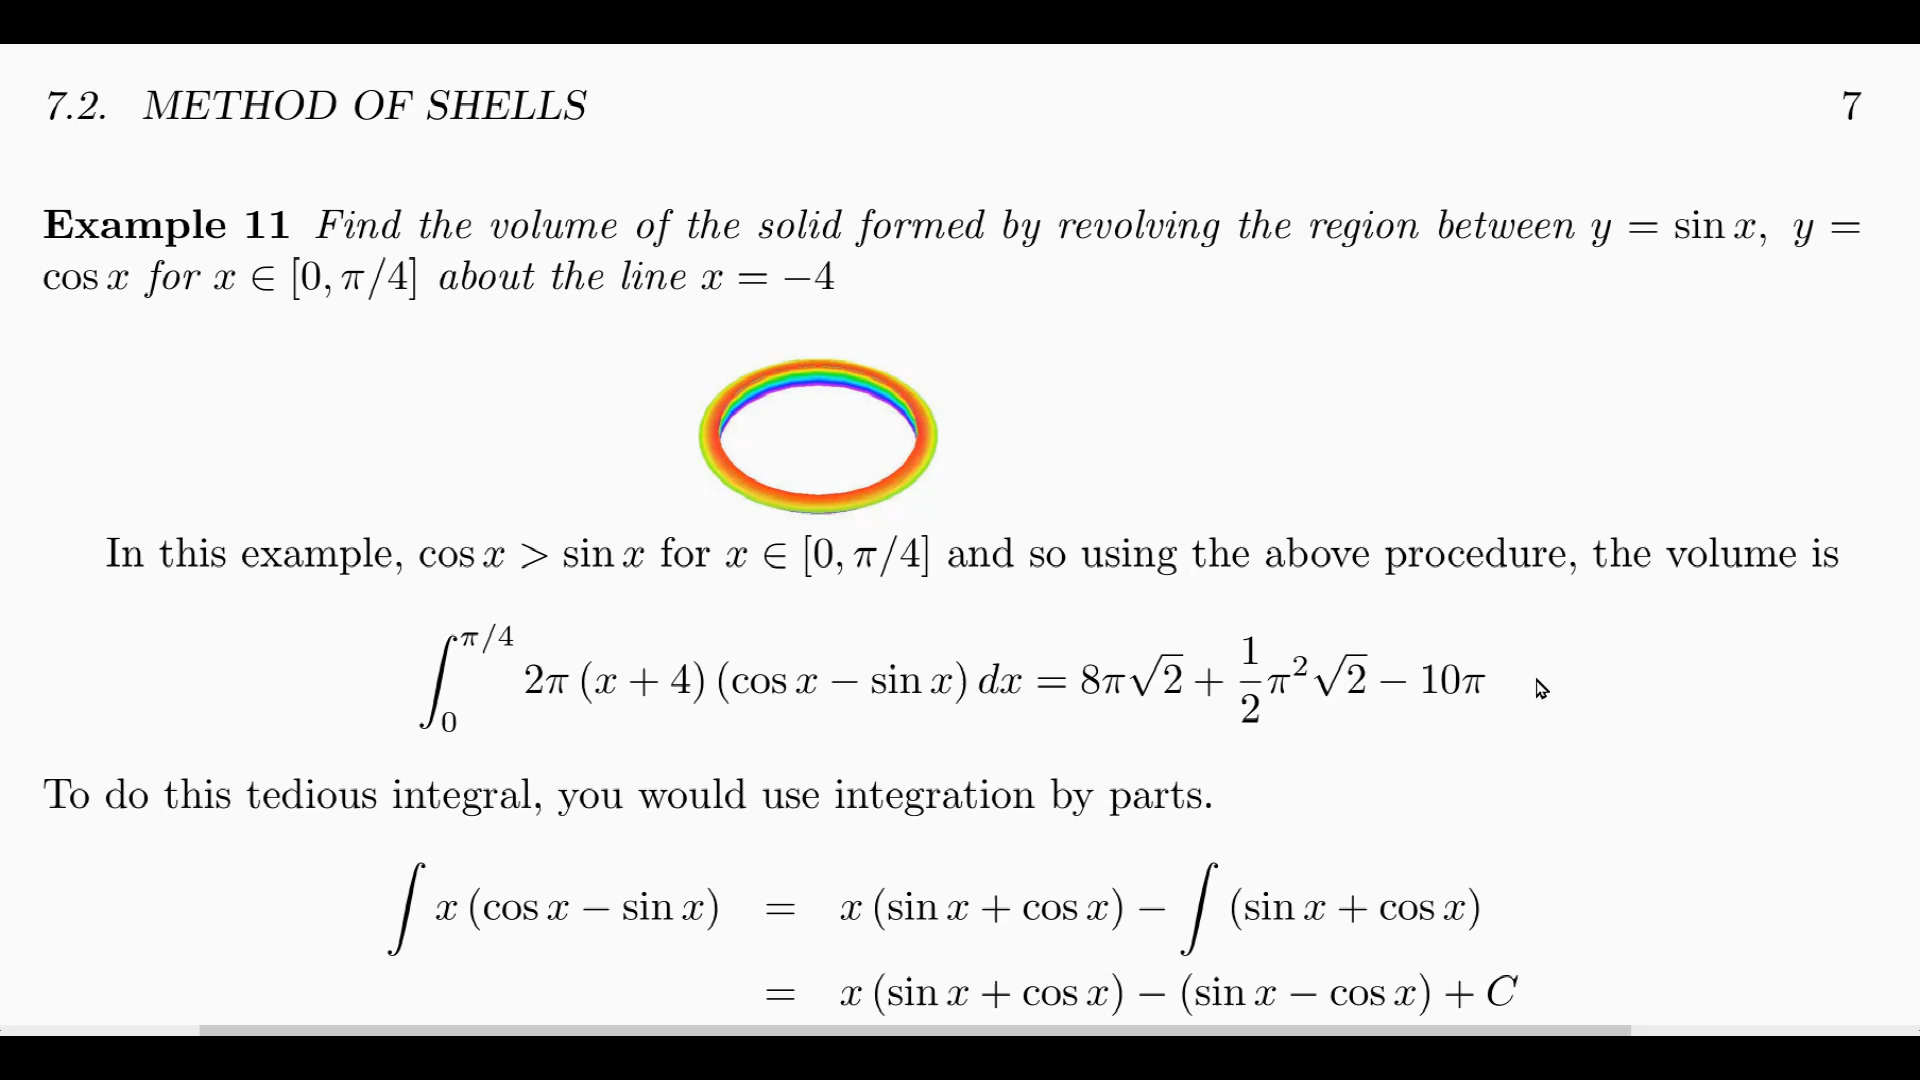 7.2. METHOD OF SHELLS 7
Example 11 Find the volume of the solid formed by revolving the region between y = sin x, y =
cos x for x ∈ [0, π/4] about the line x = −4
In this example, cos x > sin x for x ∈ [0, π/4] and so using the above procedure, the volume is
∫₀^{π/4} 2π (x + 4) (cos x − sin x) dx = 8π√2 + 1/2 π²√2 − 10π
To do this tedious integral, you would use integration by parts.
∫ x (cos x − sin x) = x (sin x + cos x) − ∫ (sin x + cos x)
= x (sin x + cos x) − (sin x − cos x) + C